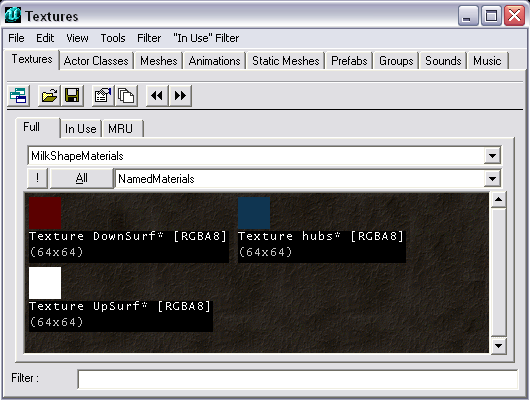 Textures
File Edit View Tools Filter "In Use" Filter
Textures Actor Classes Meshes Animations Static Meshes Prefabs Groups Sounds Music
Full In Use MRU
MilkShapeMaterials
! All NamedMaterials
Texture DownSurf* [RGBA8] Texture hubs* [RGBA8]
(64x64) (64x64)
Texture UpSurf* [RGBA8]
(64x64)
Filter :